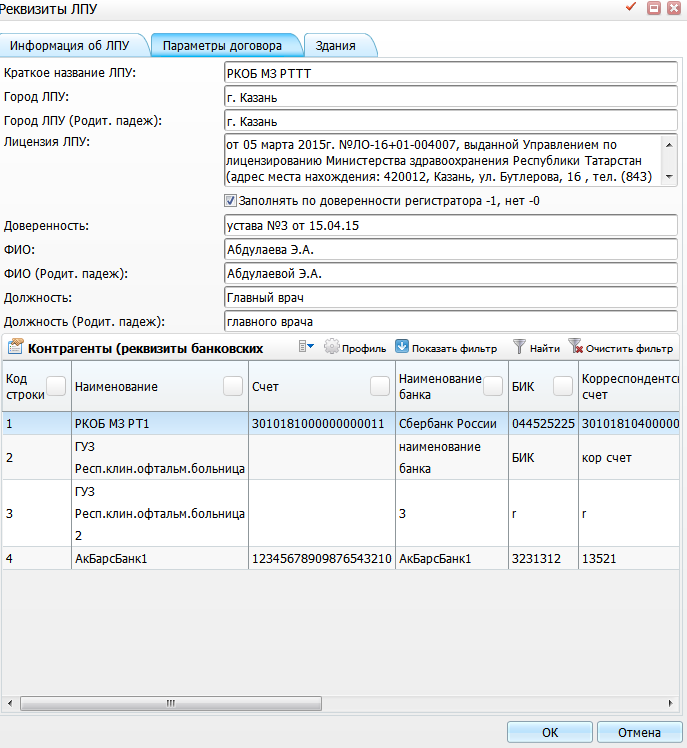 Реквизиты ЛПУ
Информация об ЛПУ Параметры договора Здания
Краткое название ЛПУ: РКОБ МЗ РТТТ
Город ЛПУ: г. Казань
Город ЛПУ (Родит. падеж): г. Казань
Лицензия ЛПУ: от 05 марта 2015г. №ЛО-16+01-004007, выданной Управлением по
лицензированию Министерства здравоохранения Республики Татарстан
(адрес места нахождения: 420012, Казань, ул. Бутлерова, 16 , тел. (843)
Заполнять по доверенности регистратора -1, нет -0
Доверенность: устава №3 от 15.04.15
ФИО: Абдулаева Э.А.
ФИО (Родит. падеж): Абдулаевой Э.А.
Должность: Главный врач
Должность (Родит. падеж): главного врача
Контрагенты (реквизиты банковских Профиль Показать фильтр Найти Очистить фильтр
Код строки Наименование Счет Наименование банка БИК Корреспондентс счет
1 РКОБ МЗ РТ1 3010181000000000011 Сбербанк России 044525225 30101810400000
2 ГУЗ Респ.клин.офтальм.больница наименование банка БИК кор счет
3 ГУЗ Респ.клин.офтальм.больница 2 3 г г
4 АкБарсБанк1 12345678909876543210 АкБарсБанк1 3231312 13521
ОК Отмена